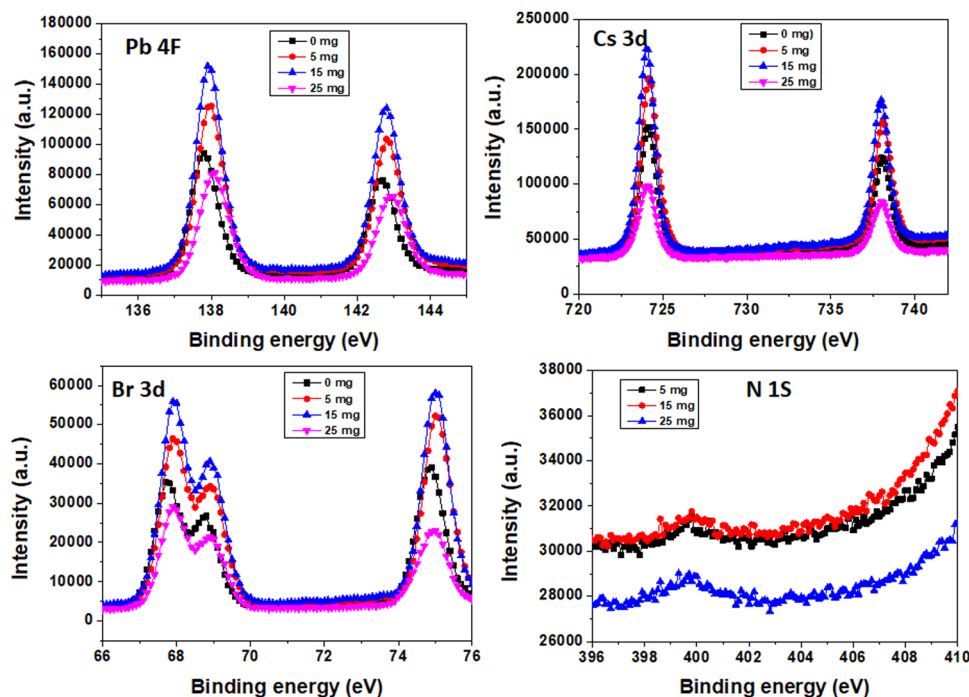 Pb 4F
0 mg
5 mg
15 mg
25 mg
180000
160000
140000
120000
100000
80000
60000
40000
20000
0
136 138 140 142 144
Intensity (a.u.)
Binding energy (eV)
Cs 3d
0 mg)
5 mg
15 mg
25 mg
250000
200000
150000
100000
50000
0
720 725 730 735 740
Intensity (a.u.)
Binding energy (eV)
Br 3d
0 mg
5 mg
15 mg
25 mg
60000
50000
40000
30000
20000
10000
0
66 68 70 72 74 76
Intensity (a.u.)
Binding energy (eV)
N 1S
5 mg
15 mg
25 mg
38000
36000
34000
32000
30000
28000
26000
396 398 400 402 404 406 408 410
Intensity (a.u.)
Binding energy (eV)